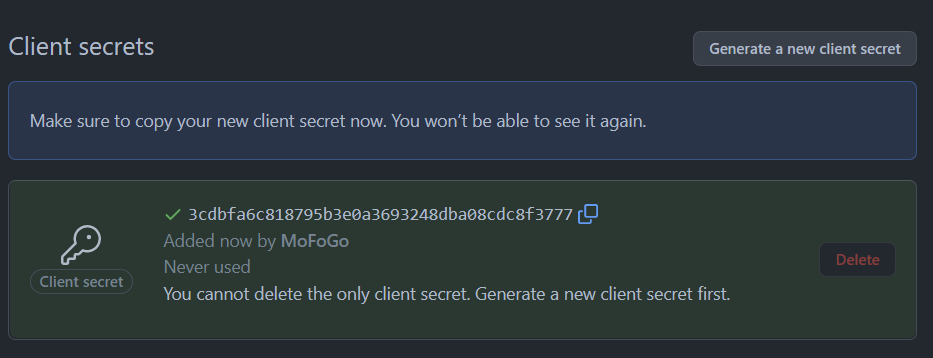 Client secrets
Generate a new client secret
Make sure to copy your new client secret now. You won’t be able to see it again.
3cdbfa6c818795b3e0a3693248dba08cdc8f3777
Added now by MoFoGo
Never used
Client secret
You cannot delete the only client secret. Generate a new client secret first.
Delete